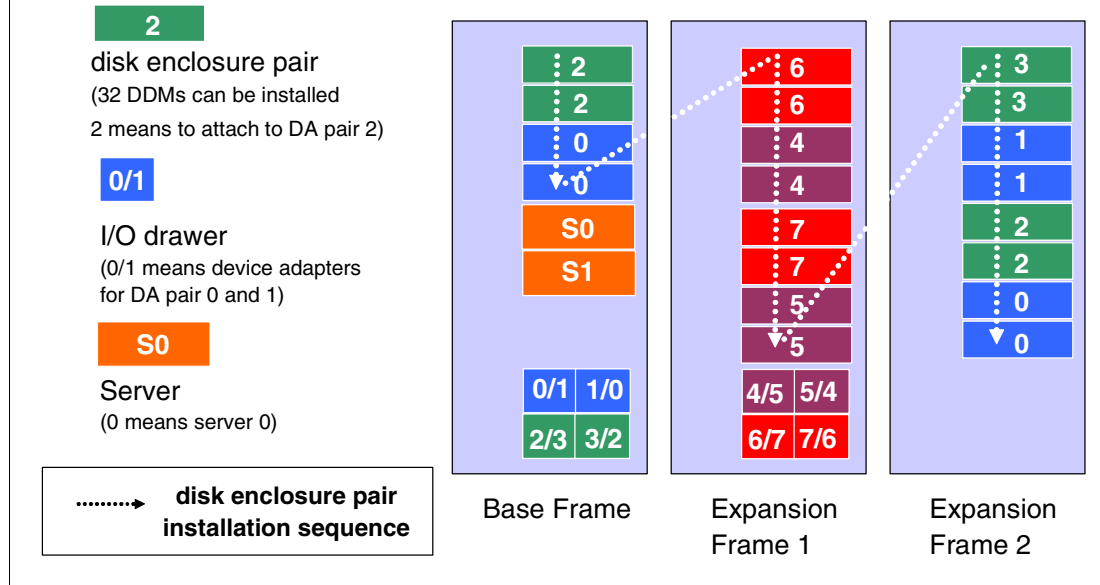 2
disk enclosure pair
(32 DDMs can be installed
2 means to attach to DA pair 2)
0/1
I/O drawer
(0/1 means device adapters
for DA pair 0 and 1)
S0
Server
(0 means server 0)
disk enclosure pair
installation sequence
2
2
0
0
S0
S1
0/1 1/0
2/3 3/2
Base Frame
6
6
4
4
7
7
5
5
4/5 5/4
6/7 7/6
Expansion
Frame 1
3
3
1
1
2
2
0
0
Expansion
Frame 2